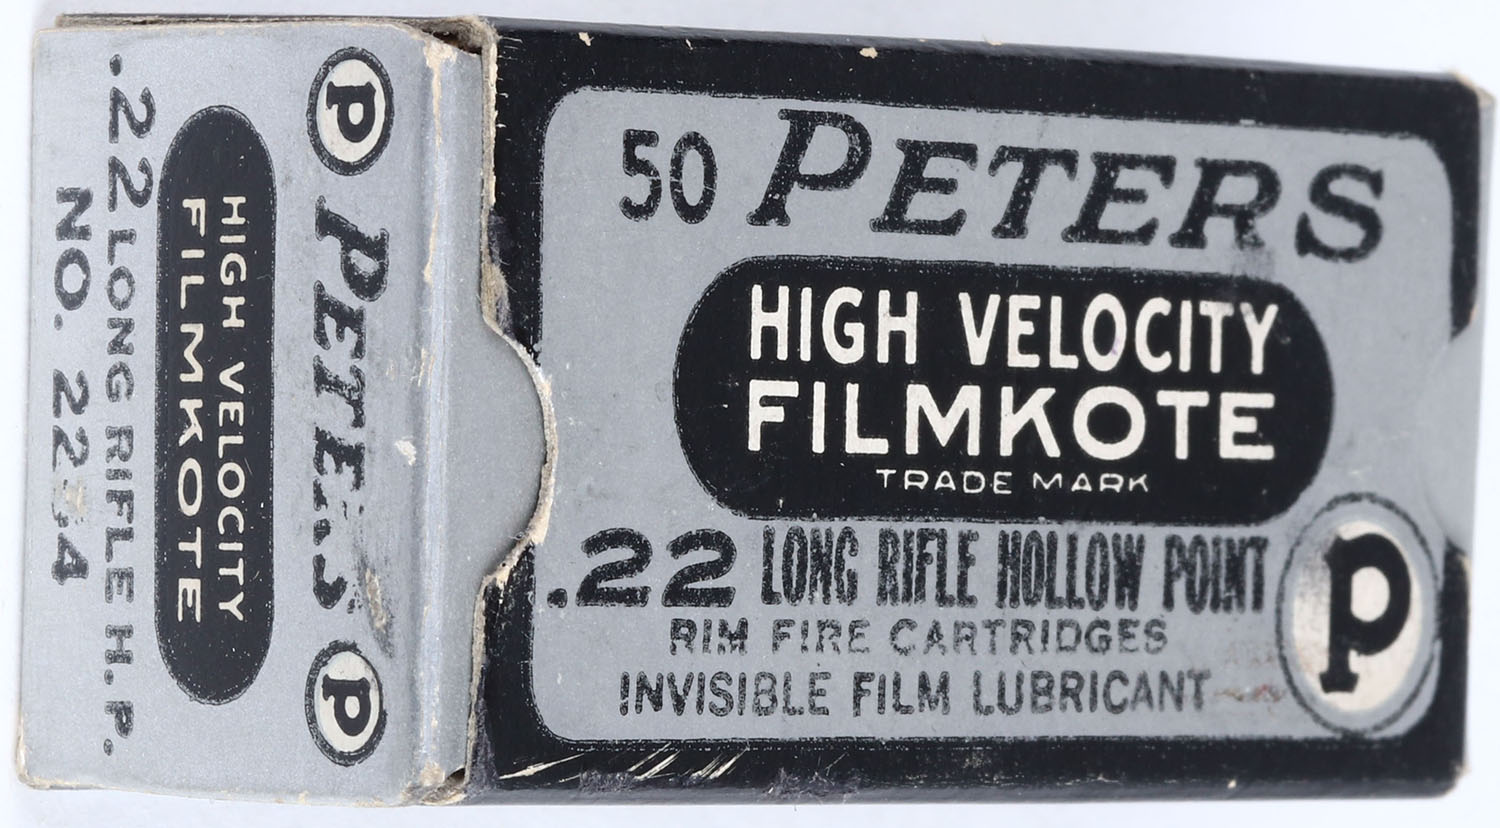 50 PETERS
HIGH VELOCITY
FILMKOTE
TRADE MARK
.22 LONG RIFLE HOLLOW POINT
RIM FIRE CARTRIDGES
INVISIBLE FILM LUBRICANT
P
P PETERS P
HIGH VELOCITY
FILMKOTE
.22 LONG RIFLE H.P.
NO.